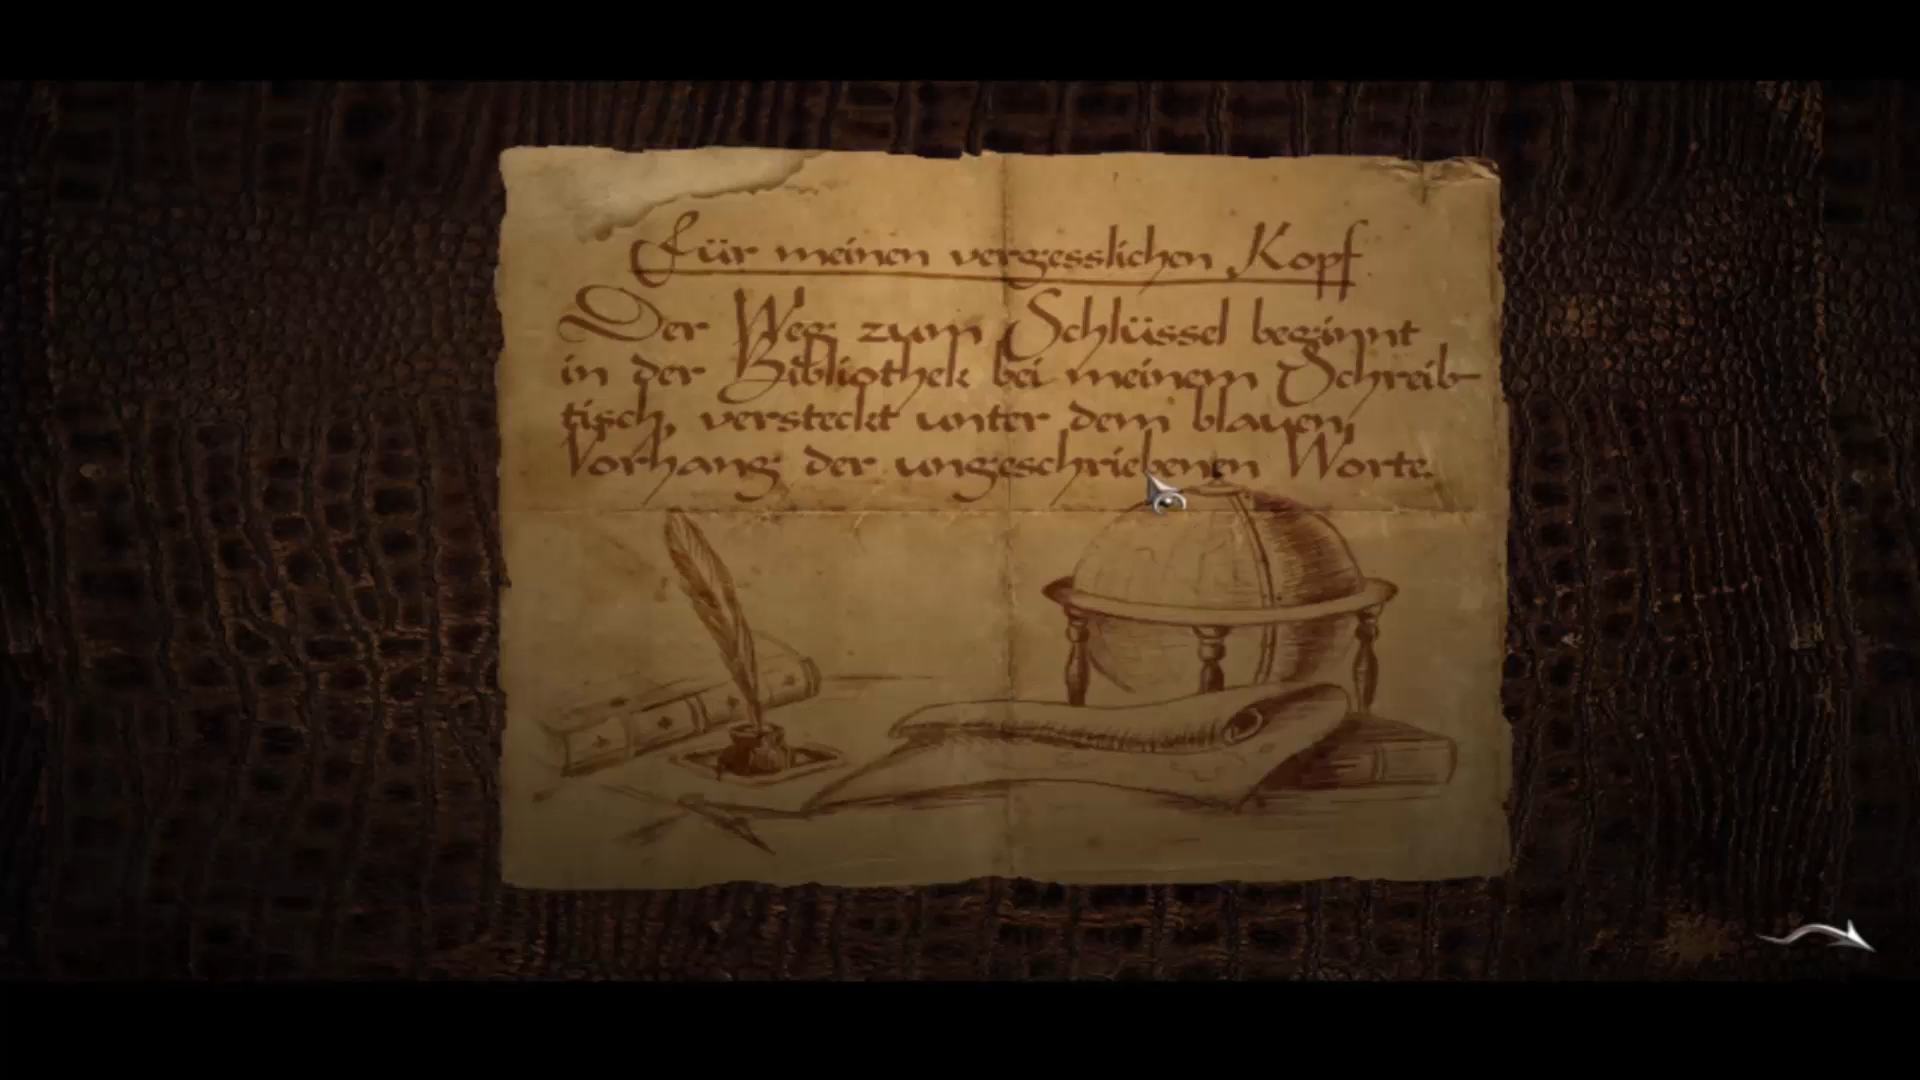 Für meinen vergesslichen Kopf
Der Weg zum Schlüssel beginnt
in der Bibliothek bei meinem Schreib-
tisch, versteckt unter dem blauen,
Vorhang der ungeschriebenen Worte.